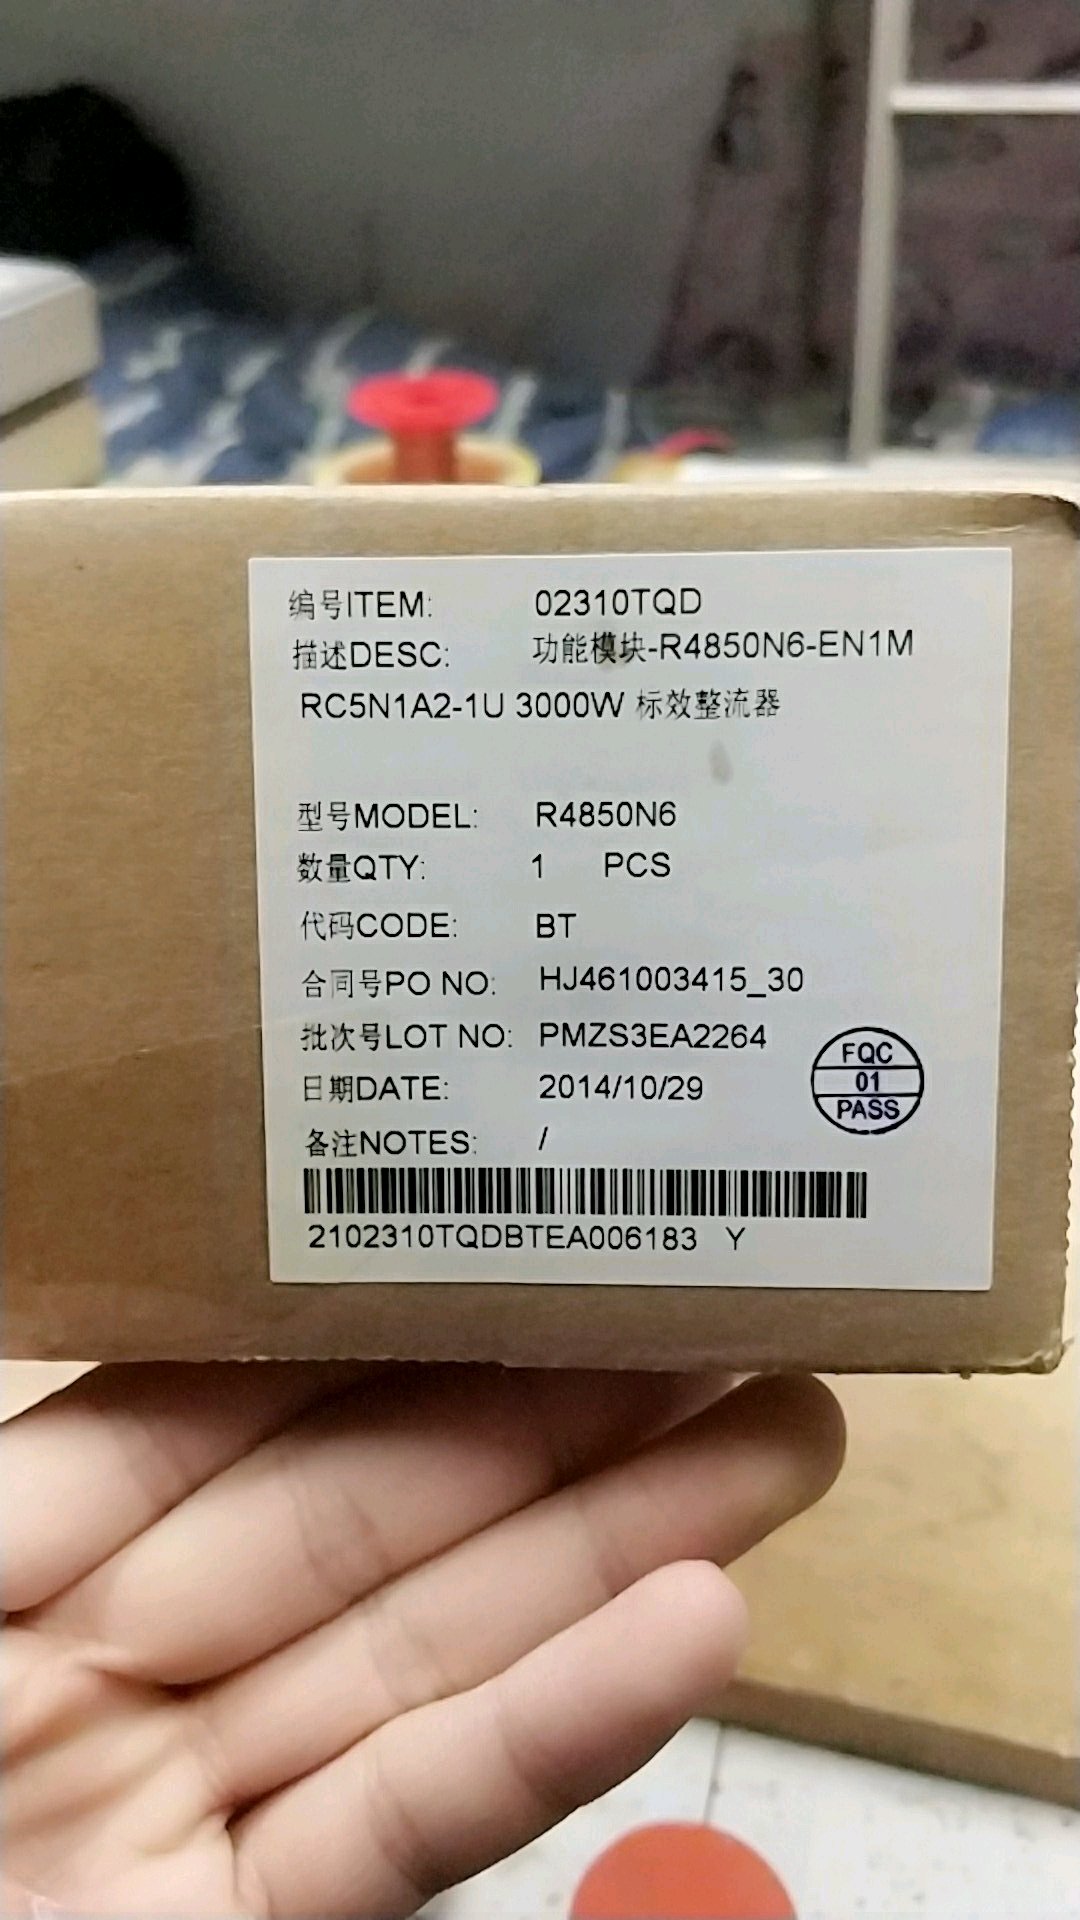 编号ITEM: 02310TQD
描述DESC: 功能模块-R4850N6-EN1M
RC5N1A2-1U 3000W 标效整流器
型号MODEL: R4850N6
数量QTY: 1 PCS
代码CODE: BT
合同号PO NO: HJ461003415_30
批次号LOT NO: PMZS3EA2264
日期DATE: 2014/10/29
备注NOTES: /
FQC
01
PASS
2102310TQDBTEA006183 Y